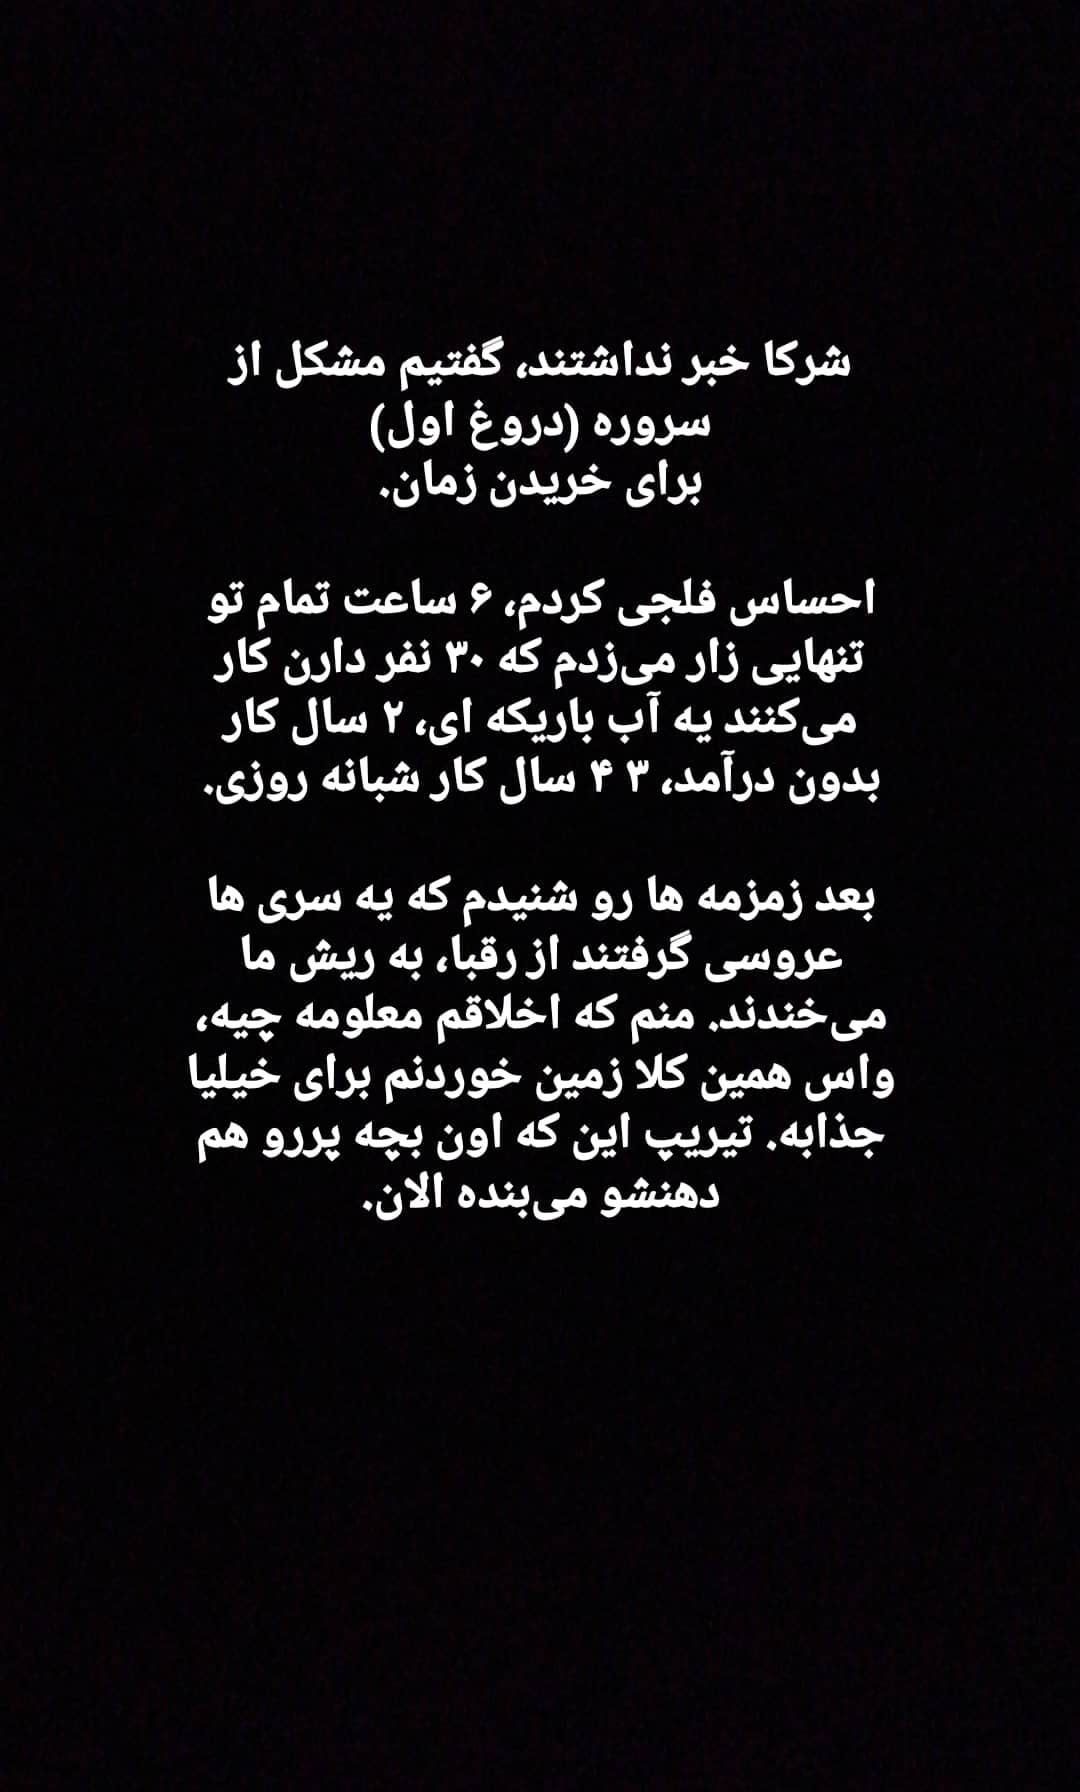 شرکا خبر نداشتند، گفتیم مشکل از
سروره (دروغ اول)
برای خریدن زمان.
احساس فلجی کردم، ۶ ساعت تمام تو
تنهایی زار می‌زدم که ۳۰ نفر دارن کار
می‌کنند یه آب باریکه ای، ۲ سال کار
بدون درآمد، ۳ ۴ سال کار شبانه روزی.
بعد زمزمه ها رو شنیدم که یه سری ها
عروسی گرفتند از رقبا، به ریش ما
می‌خندند. منم که اخلاقم معلومه چیه،
واس همین کلا زمین خوردنم برای خیلیا
جذابه. تیریپ این که اون بچه پررو هم
دهنشو می‌بنده الان.